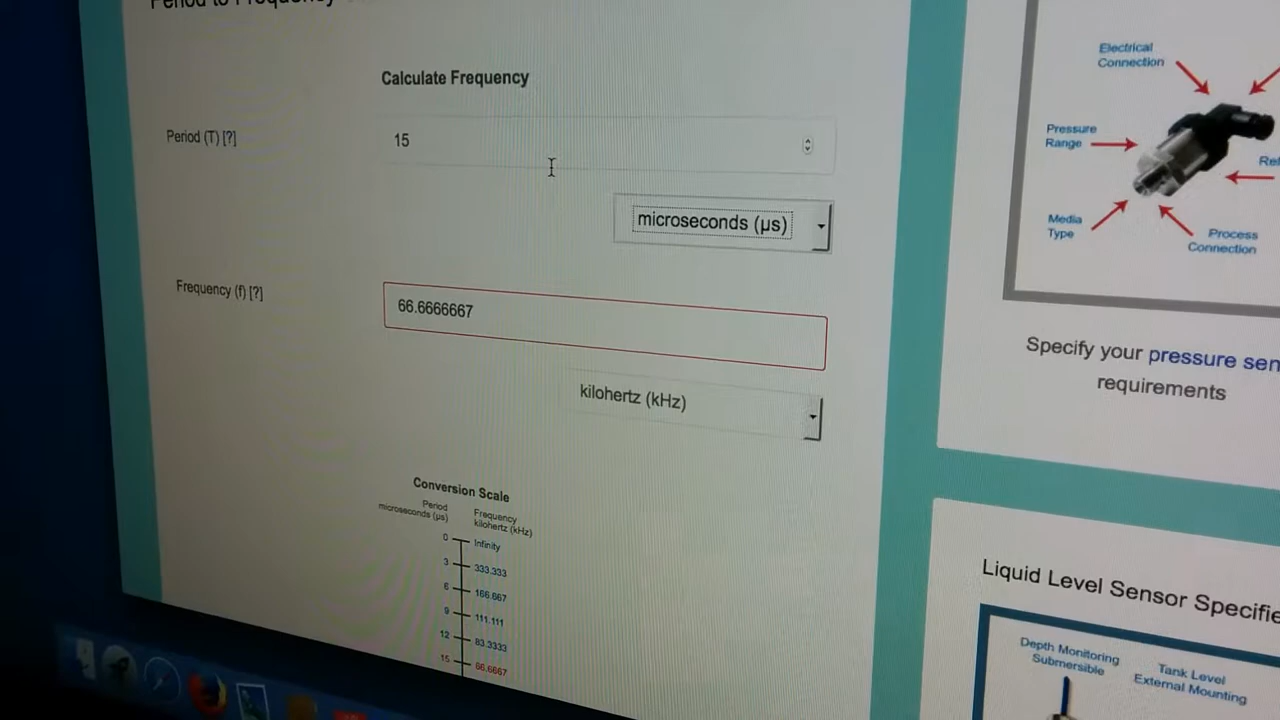 Period to Frequency
Calculate Frequency
Period (T) [?]
15
microseconds (µs)
Frequency (f) [?]
66.6666667
kilohertz (kHz)
Conversion Scale
Period
microseconds (µs)
Frequency
kilohertz (kHz)
0 Infinity
3 333.333
6 166.667
9 111.111
12 83.3333
15 66.6667
Electrical
Connection
Pressure
Range
Media
Type
Process
Connection
Specify your pressure
requirements
Liquid Level Sensor
Depth Monitoring
Submersible
Tank Level
External Mounting